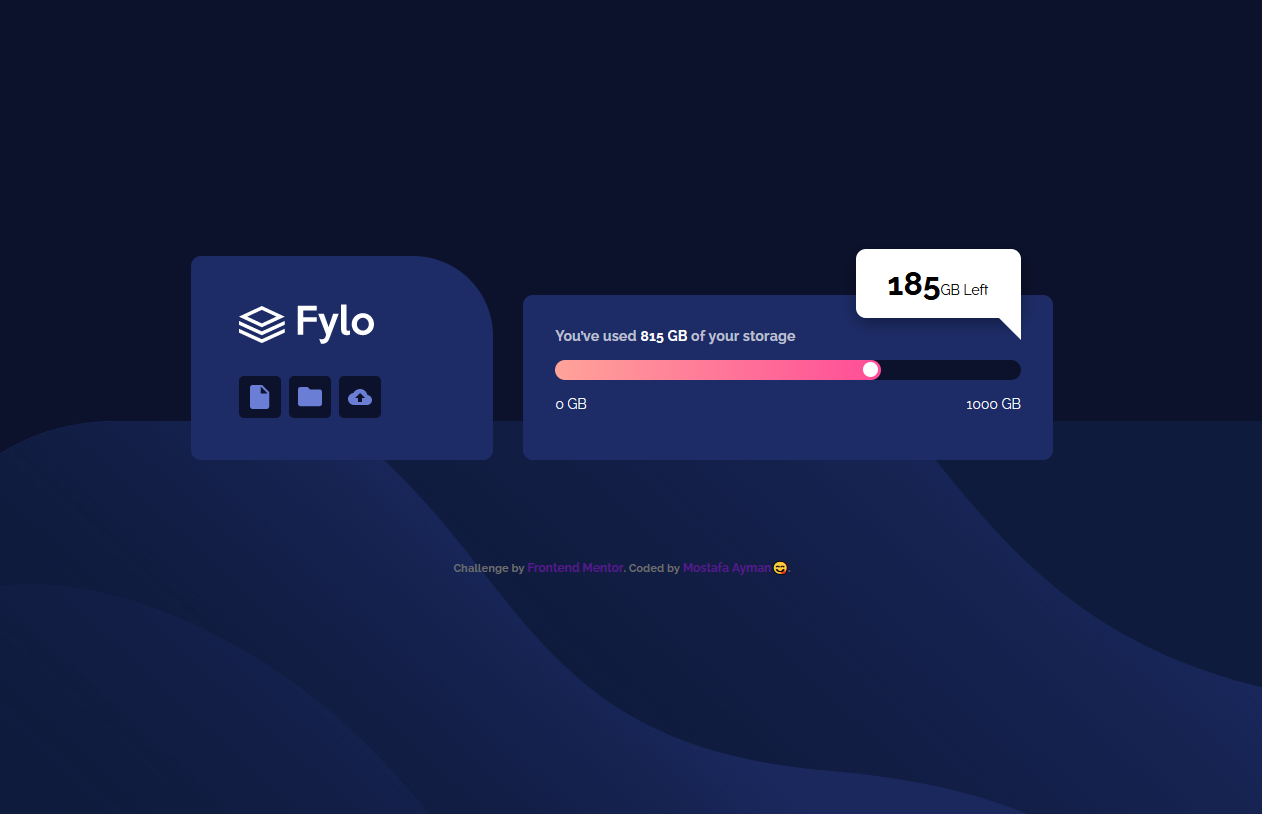 Fylo
185GB Left
You've used 815 GB of your storage
0 GB
1000 GB
Challenge by Frontend Mentor. Coded by Mostafa Ayman😋.